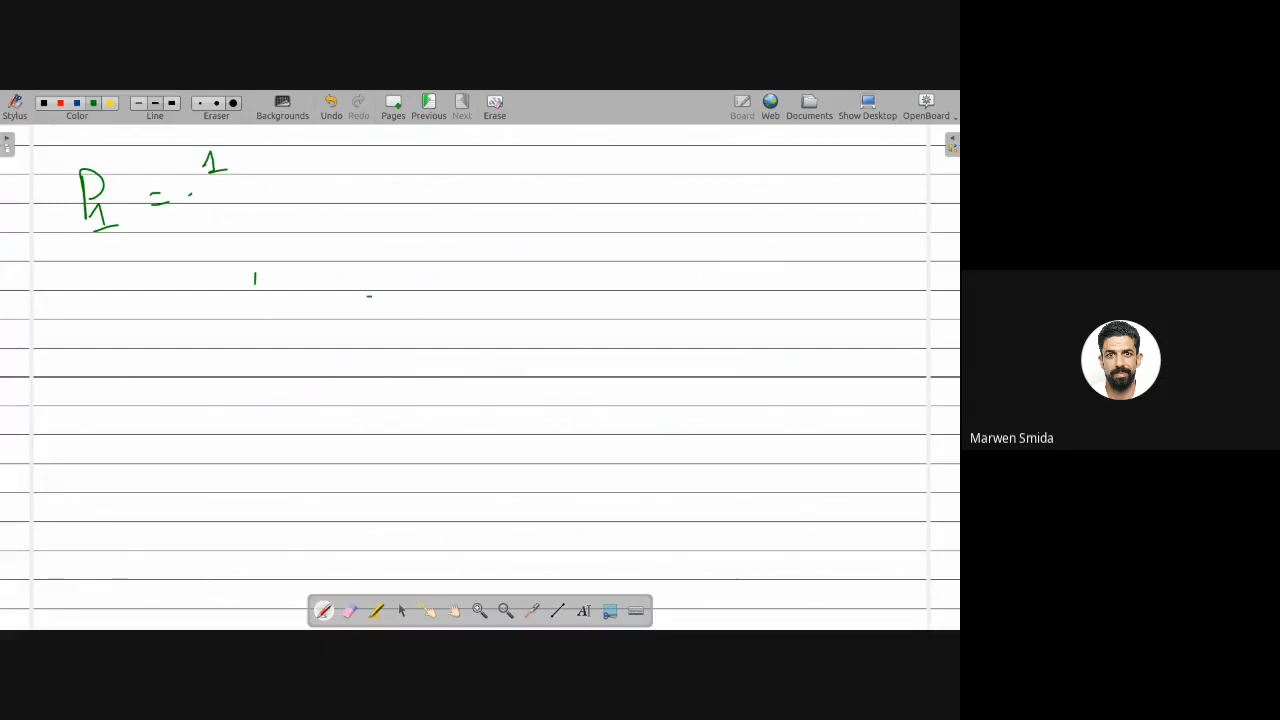 Stylus Color Line Eraser Backgrounds Undo Redo Pages Previous Next Erase Board Web Documents Show Desktop OpenBoard
1
P₁ = .
AI
Marwen Smida